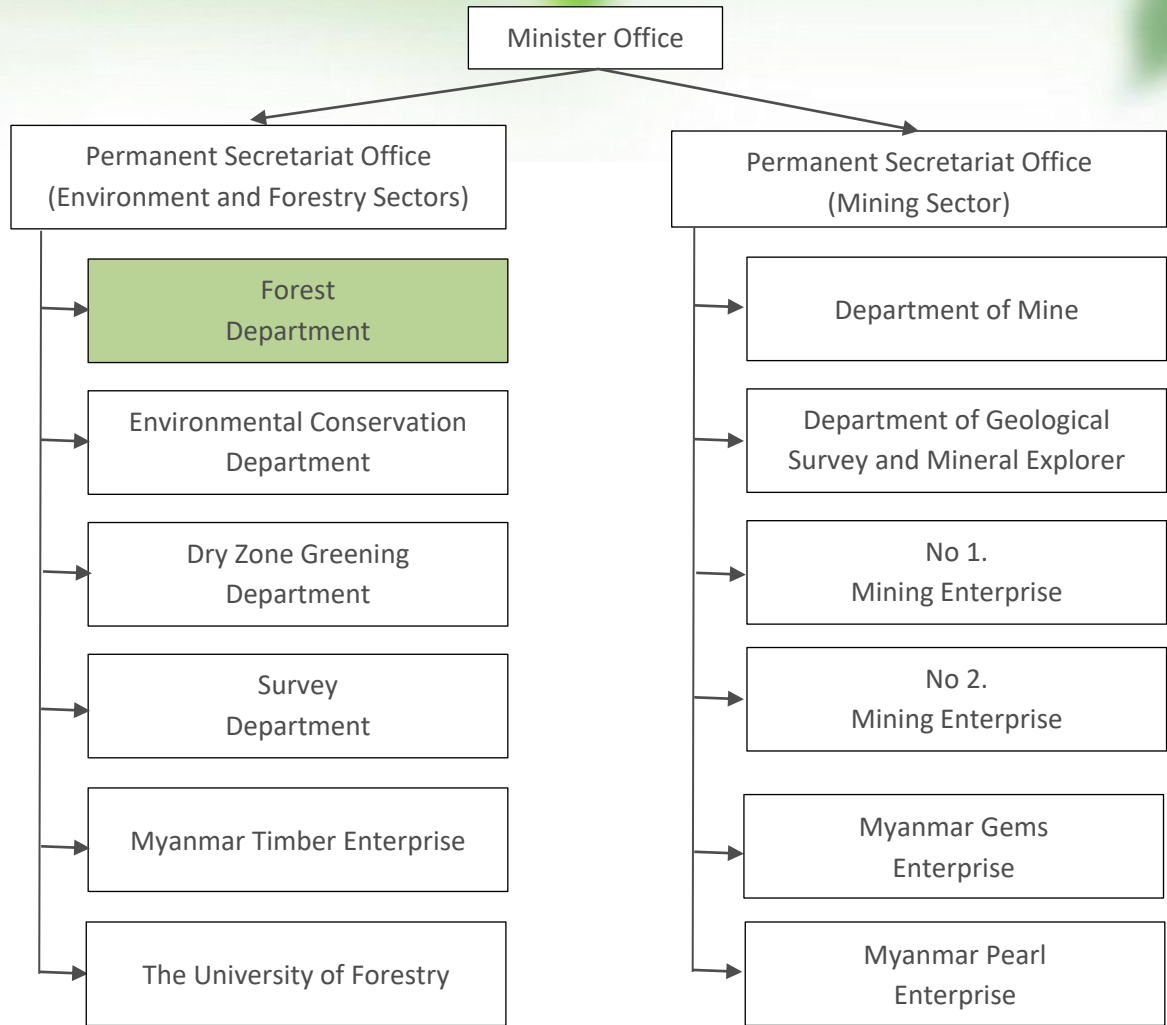 Minister Office
Permanent Secretariat Office
(Environment and Forestry Sectors)
Forest
Department
Environmental Conservation
Department
Dry Zone Greening
Department
Survey
Department
Myanmar Timber Enterprise
The University of Forestry
Permanent Secretariat Office
(Mining Sector)
Department of Mine
Department of Geological
Survey and Mineral Explorer
No 1.
Mining Enterprise
No 2.
Mining Enterprise
Myanmar Gems
Enterprise
Myanmar Pearl
Enterprise